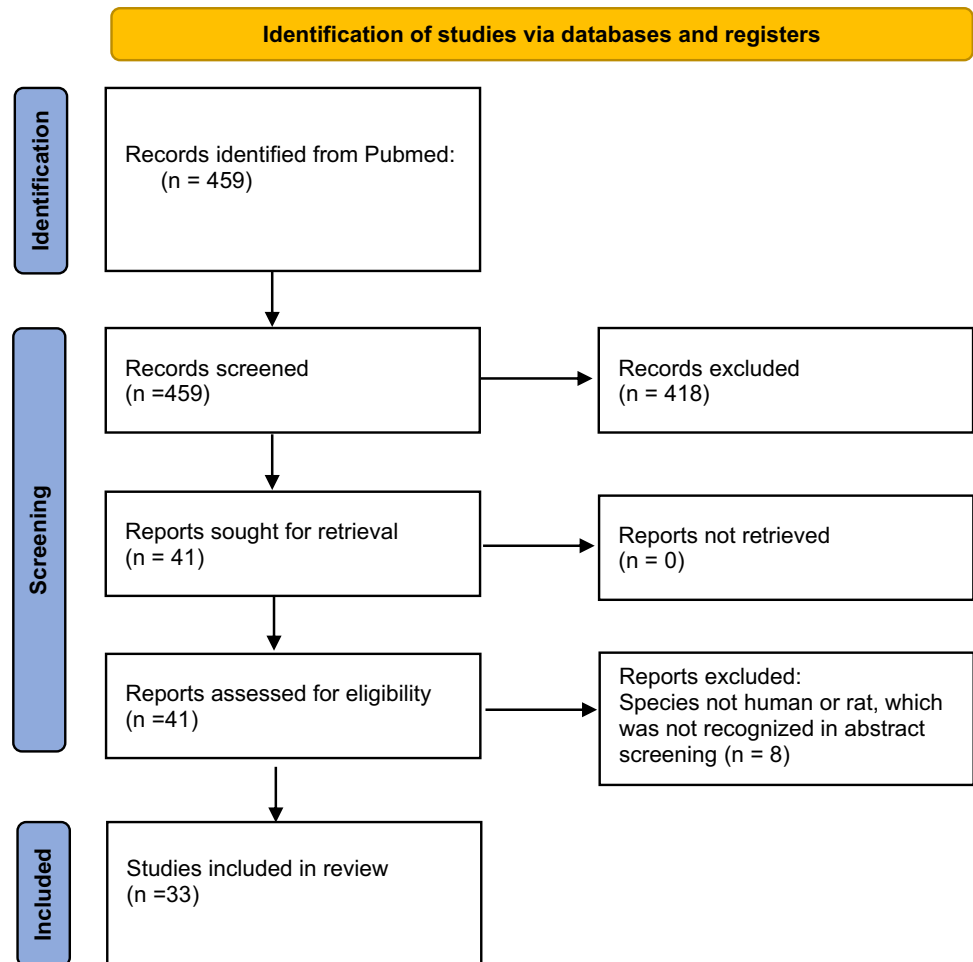 Identification of studies via databases and registers
Identification
Records identified from Pubmed:
(n = 459)
Screening
Records screened
(n =459)
Records excluded
(n = 418)
Reports sought for retrieval
(n = 41)
Reports not retrieved
(n = 0)
Reports assessed for eligibility
(n =41)
Reports excluded:
Species not human or rat, which
was not recognized in abstract
screening (n = 8)
Included
Studies included in review
(n =33)